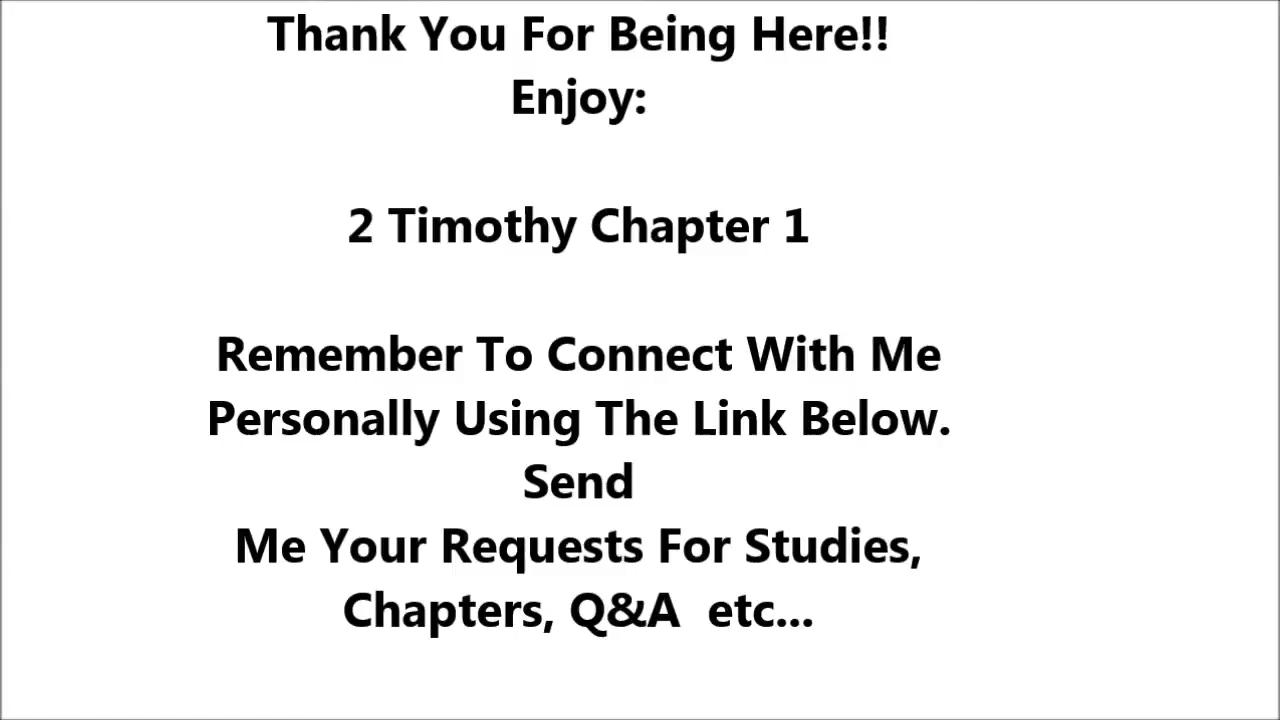 Thank You For Being Here!!
Enjoy:
2 Timothy Chapter 1
Remember To Connect With Me
Personally Using The Link Below.
Send
Me Your Requests For Studies,
Chapters, Q&A  etc...